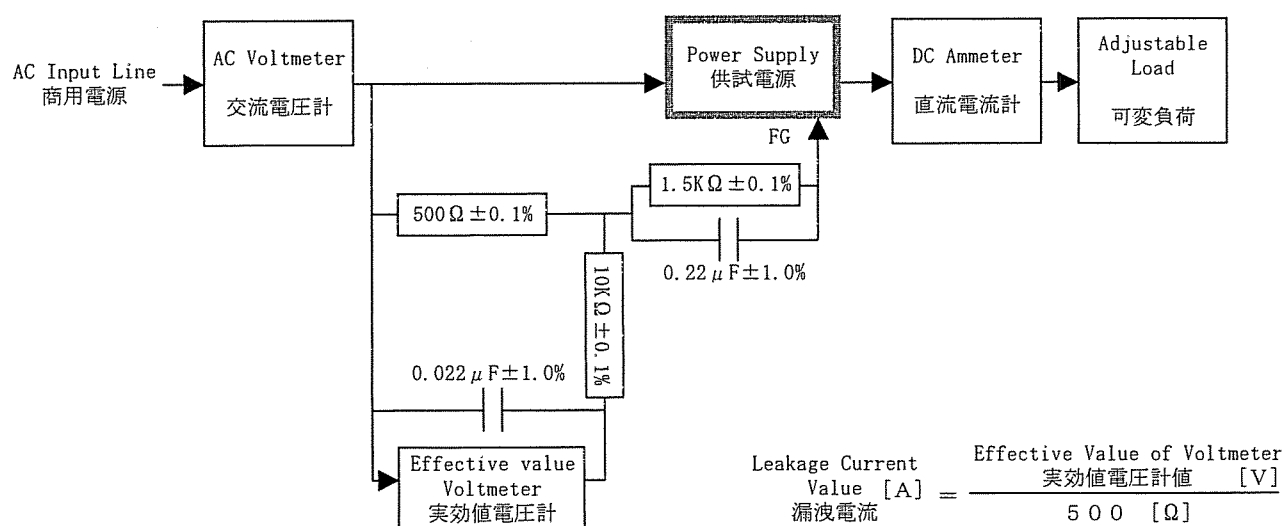 AC Input Line
商用電源
AC Voltmeter
交流電圧計
Power Supply
供試電源
DC Ammeter
直流電流計
Adjustable
Load
可変負荷
FG
1.5KΩ±0.1%
500Ω±0.1%
0.22μF±1.0%
10KΩ±0.1%
0.022μF±1.0%
Effective value
Voltmeter
実効値電圧計
Leakage Current
Value [A]
漏洩電流
=
Effective Value of Voltmeter
実効値電圧計値 [V]
500 [Ω]